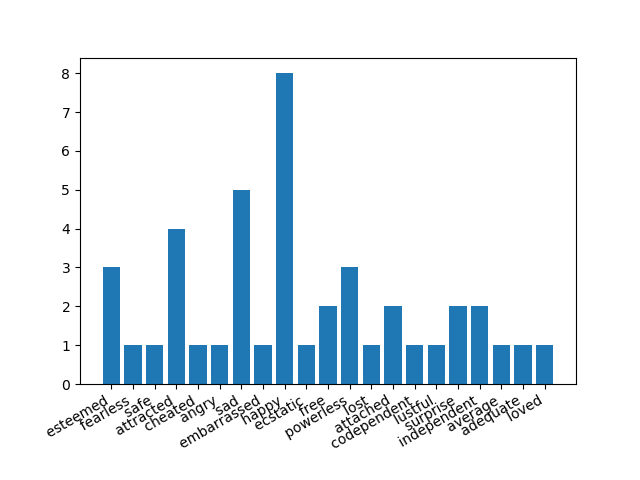 8
7
6
5
4
3
2
1
0
esteemed
fearless
safe
attracted
cheated
angry
sad
embarrassed
happy
ecstatic
free
powerless
lost
attached
codependent
lustful
surprise
independent
average
adequate
loved